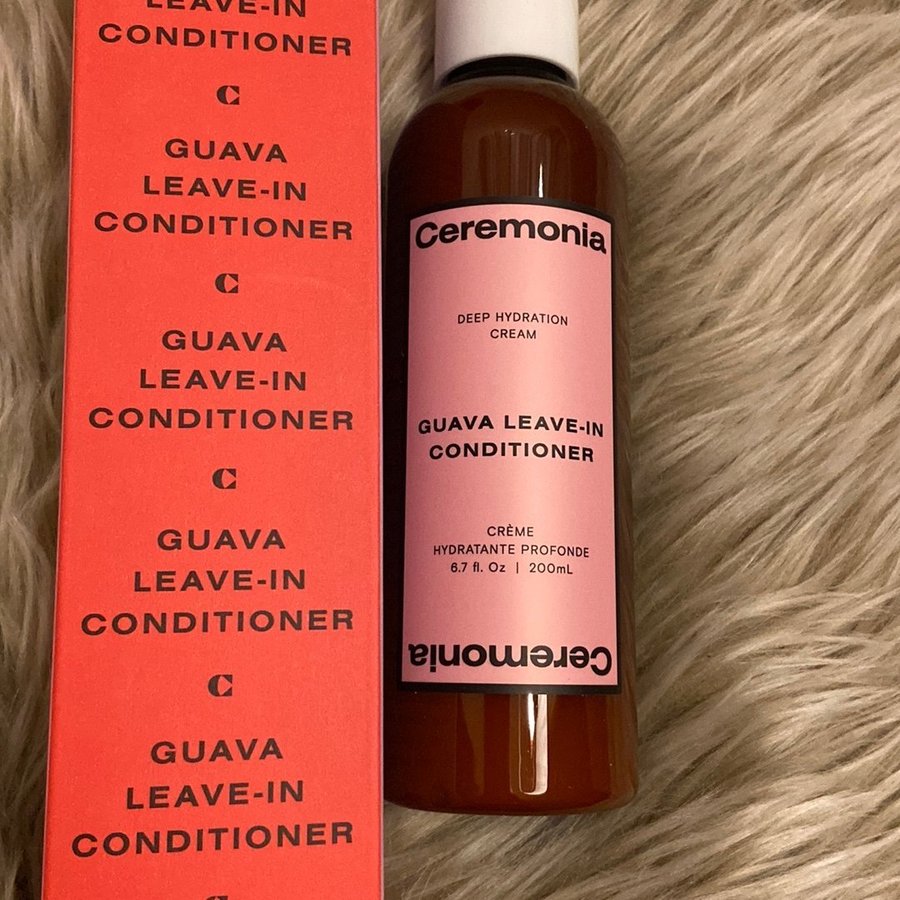 LEAVE-IN
CONDITIONER
C
GUAVA
LEAVE-IN
CONDITIONER
C
GUAVA
LEAVE-IN
CONDITIONER
C
GUAVA
LEAVE-IN
CONDITIONER
C
GUAVA
LEAVE-IN
CONDITIONER
Ceremonia
DEEP HYDRATION
CREAM
GUAVA LEAVE-IN
CONDITIONER
CRÈME
HYDRATANTE PROFONDE
6.7 fl. Oz | 200mL
Ceremonia